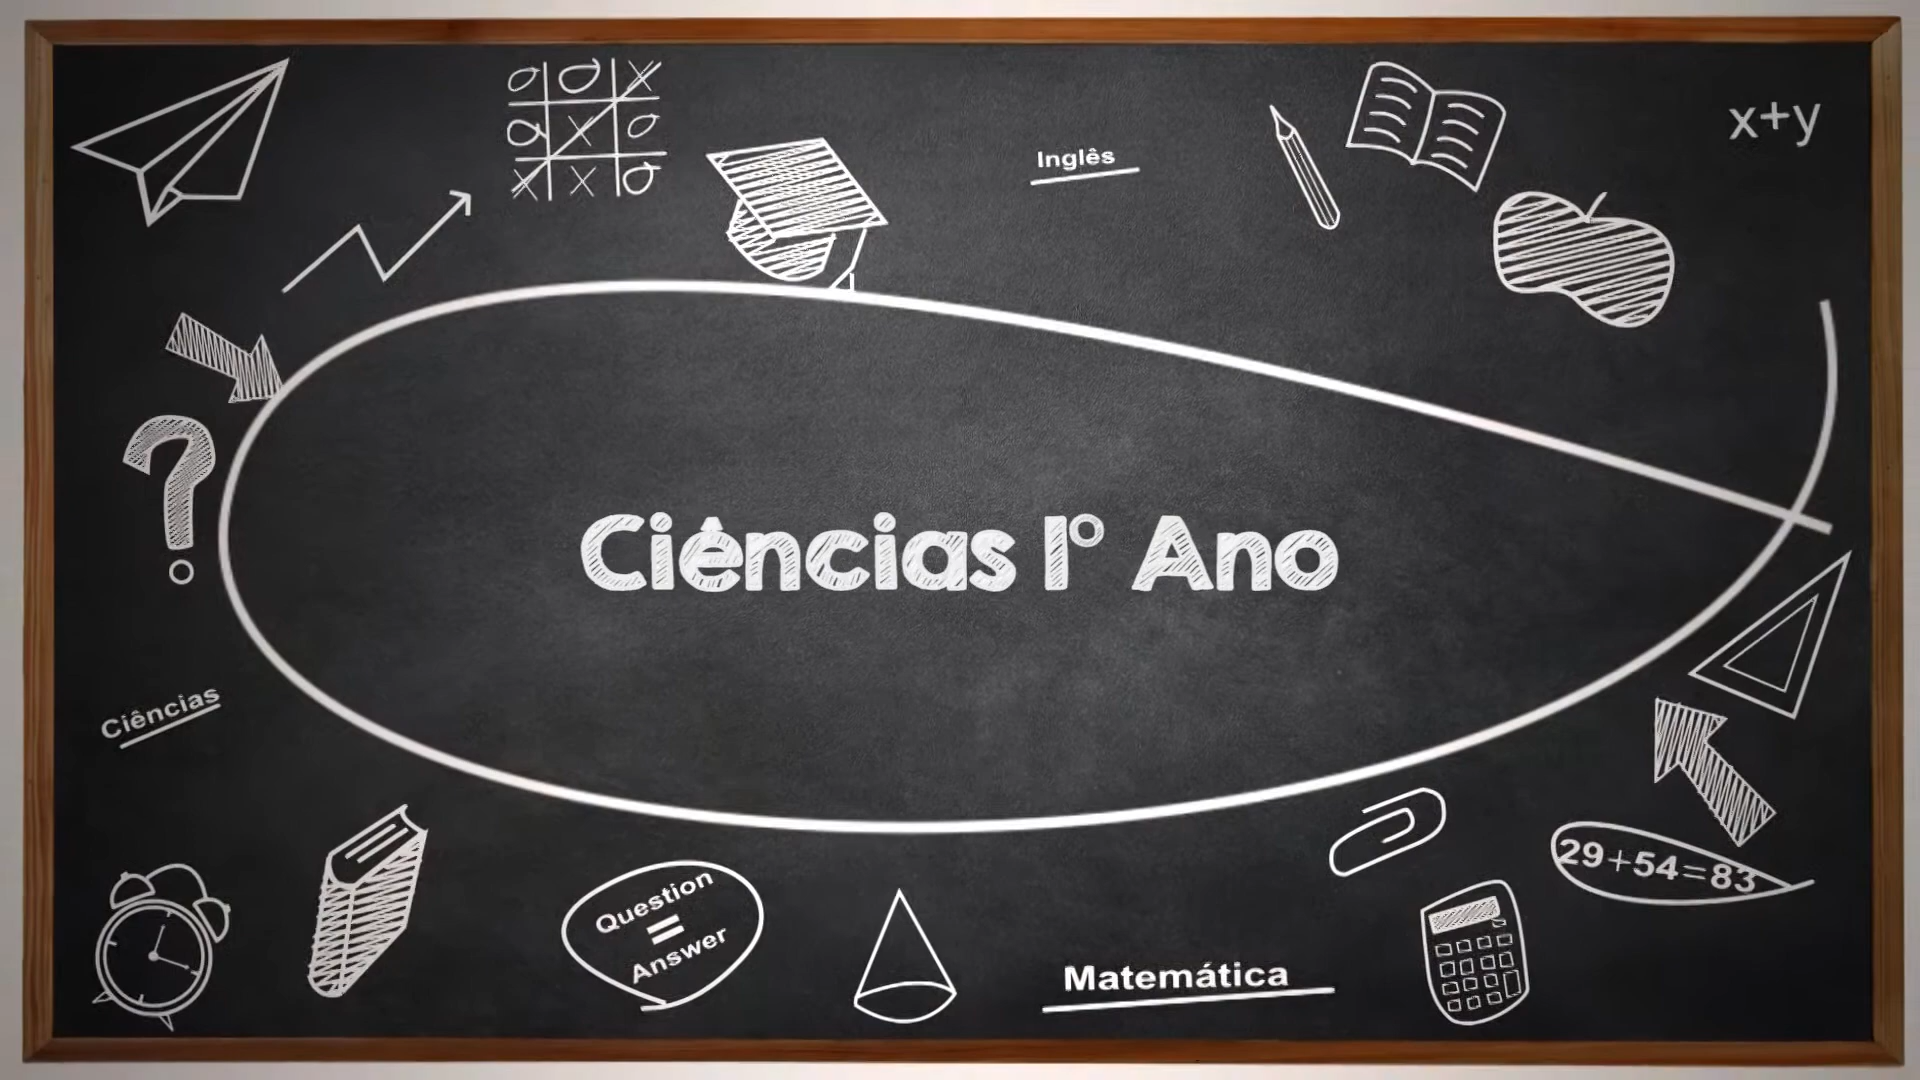 O O X
O X O
X X O
Inglês
x+y
Ciências 1º Ano
Ciências
Question
=
Answer
Matemática
29+54=83